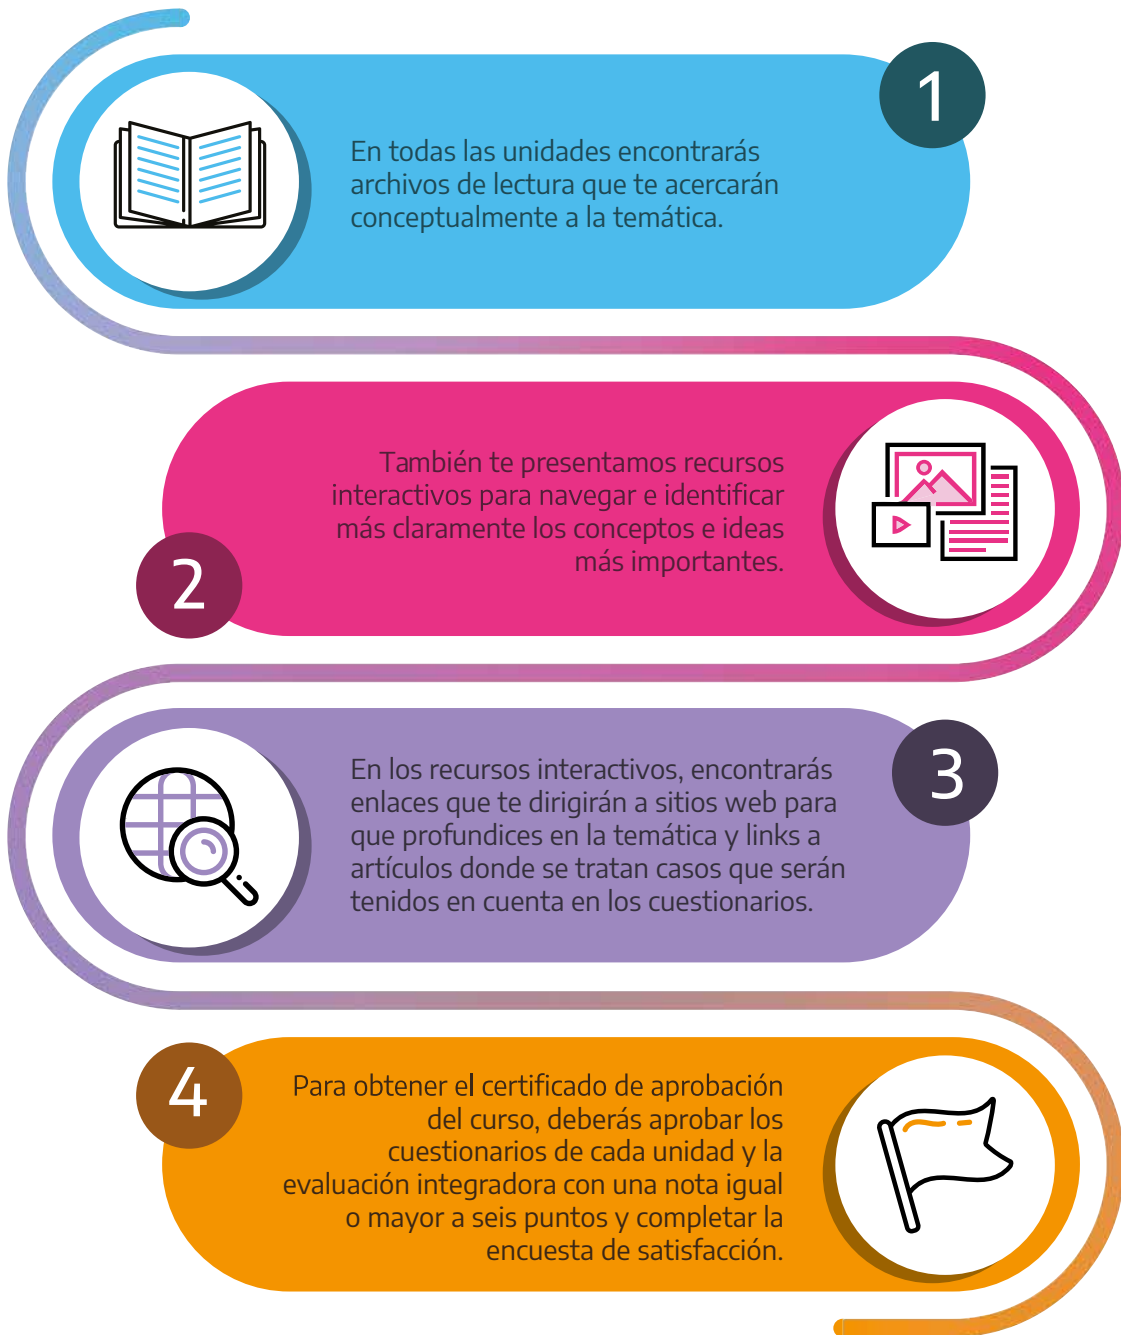 1
En todas las unidades encontrarás
archivos de lectura que te acercarán
conceptualmente a la temática.
También te presentamos recursos
interactivos para navegar e identificar
más claramente los conceptos e ideas
más importantes.
2
3
En los recursos interactivos, encontrarás
enlaces que te dirigirán a sitios web para
que profundices en la temática y links a
artículos donde se tratan casos que serán
tenidos en cuenta en los cuestionarios.
4
Para obtener el certificado de aprobación
del curso, deberás aprobar los
cuestionarios de cada unidad y la
evaluación integradora con una nota igual
o mayor a seis puntos y completar la
encuesta de satisfacción.